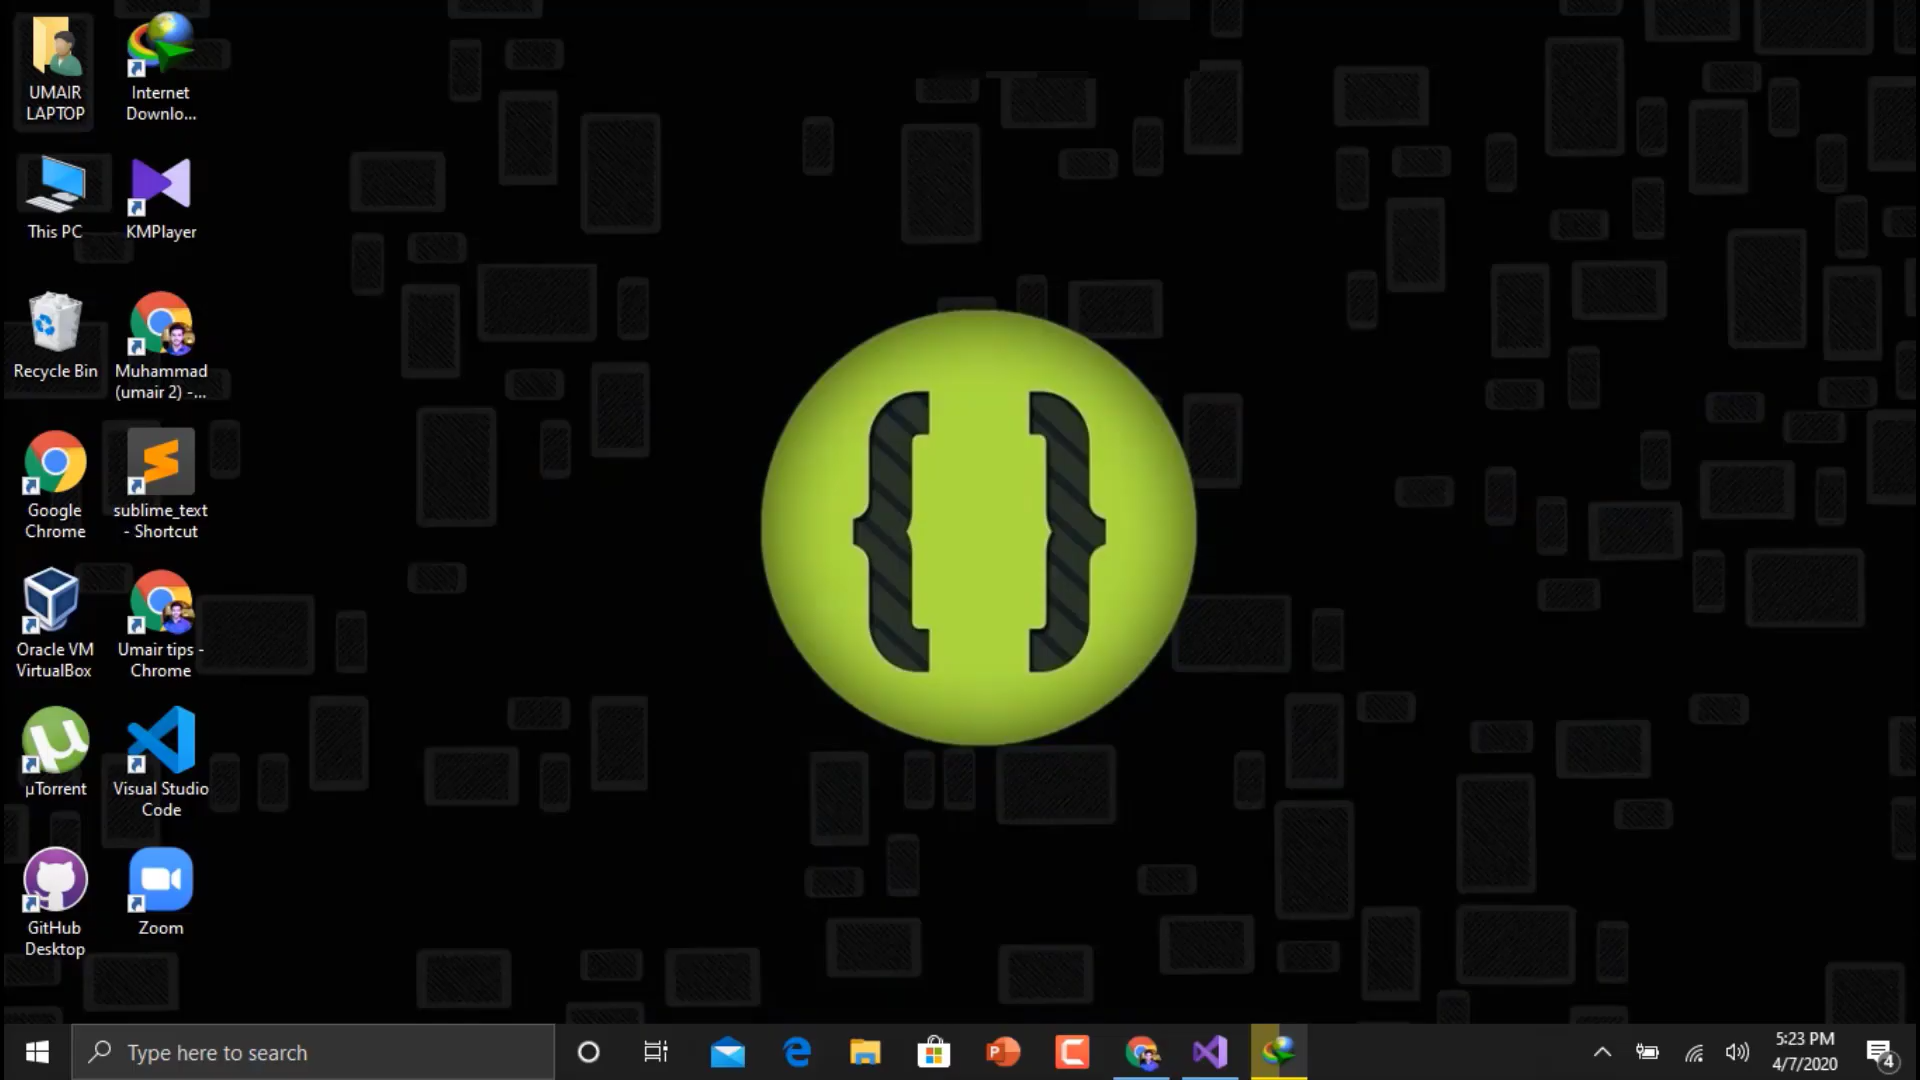 UMAIR
LAPTOP
Internet
Downlo...
This PC
KMPlayer
Recycle Bin
Muhammad
(umair 2) -...
Google
Chrome
sublime_text
- Shortcut
Oracle VM
VirtualBox
Umair tips -
Chrome
µTorrent
Visual Studio
Code
GitHub
Desktop
Zoom
{ }
Type here to search
5:23 PM
4/7/2020
4